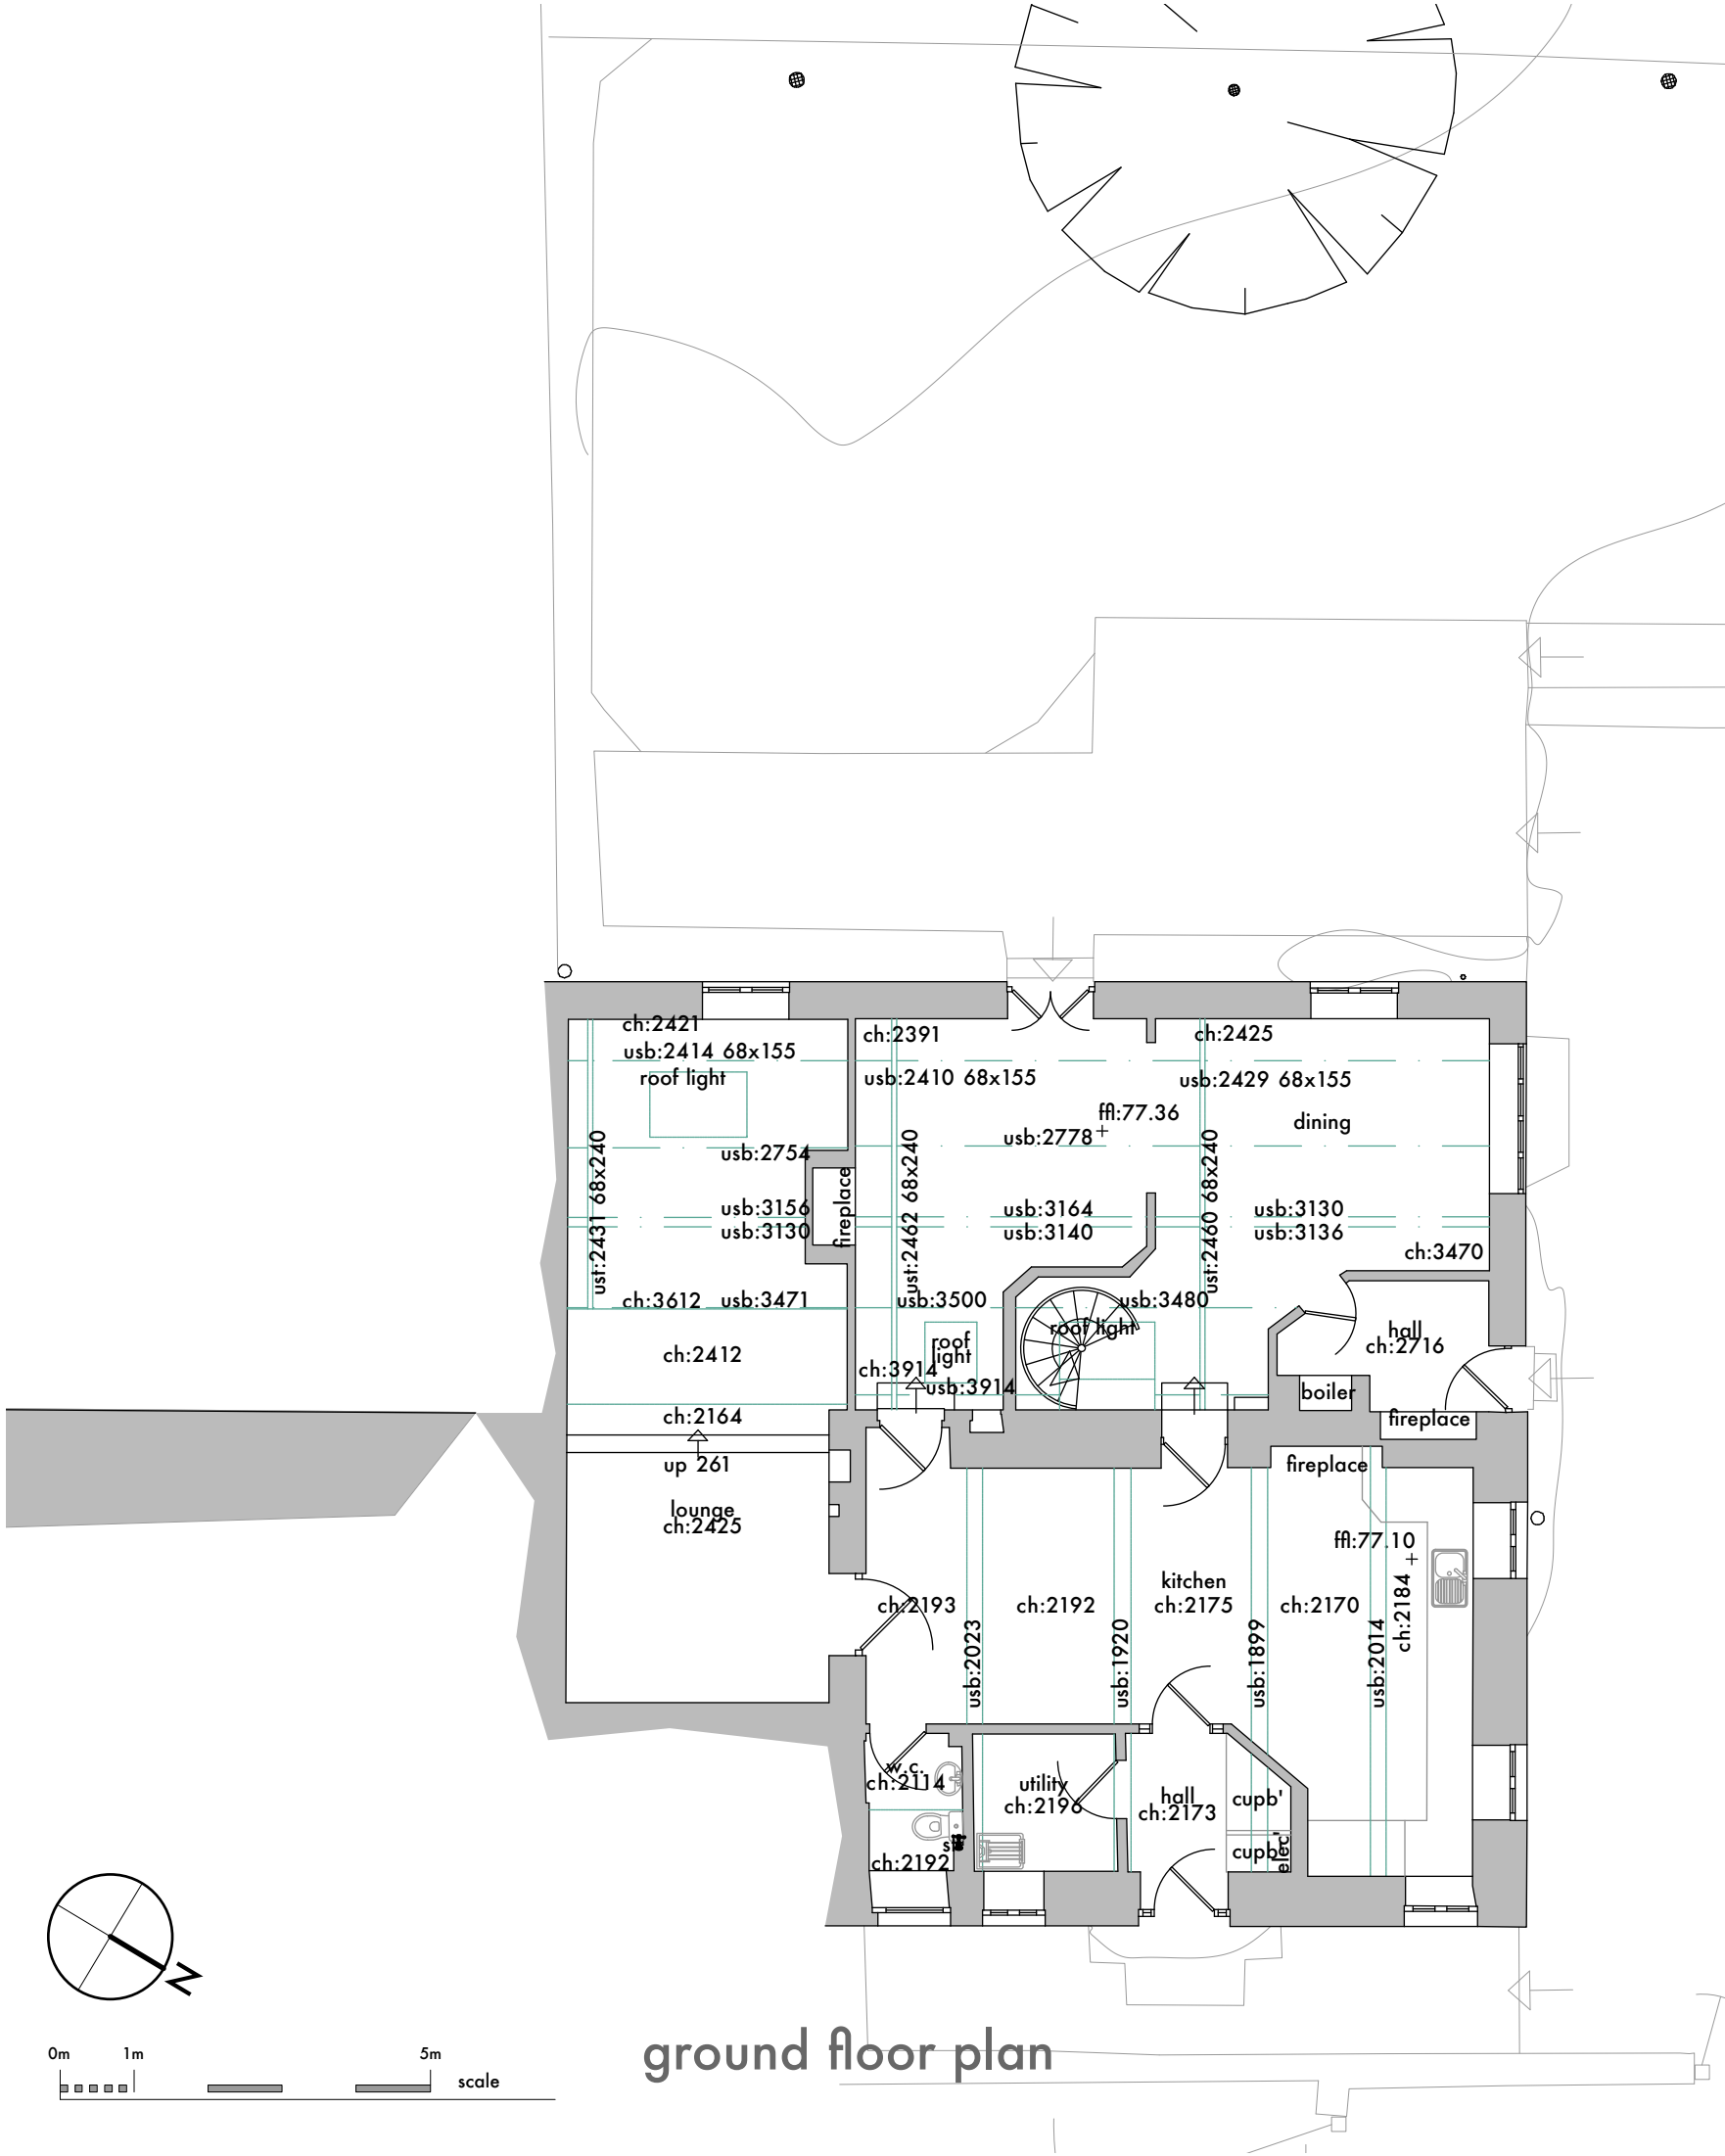 ch:2421
usb:2414 68x155
roof light
ch:2391
usb:2410 68x155
ch:2425
usb:2429 68x155
ffl:77.36
usb:2778
dining
usb:2754
usb:3156
usb:3130
fireplace
ust:2431 68x240
ust:2462 68x240
usb:3164
usb:3140
ust:2460 68x240
usb:3130
usb:3136
ch:3470
ch:3612 usb:3471
usb:3500
usb:3480
roof light
roof
light
ch:3914
usb:3914
hall
ch:2716
ch:2412
boiler
fireplace
ch:2164
up 261
lounge
ch:2425
fireplace
ffl:77.10
kitchen
ch:2193
ch:2192
ch:2175
ch:2170
ch:2184
usb:2023
usb:1920
usb:1899
usb:2014
w.c.
ch:2114
utility
ch:2196
hall
ch:2173
cupb'
cupb'
elec'
ch:2192
N
0m 1m 5m
scale
ground floor plan